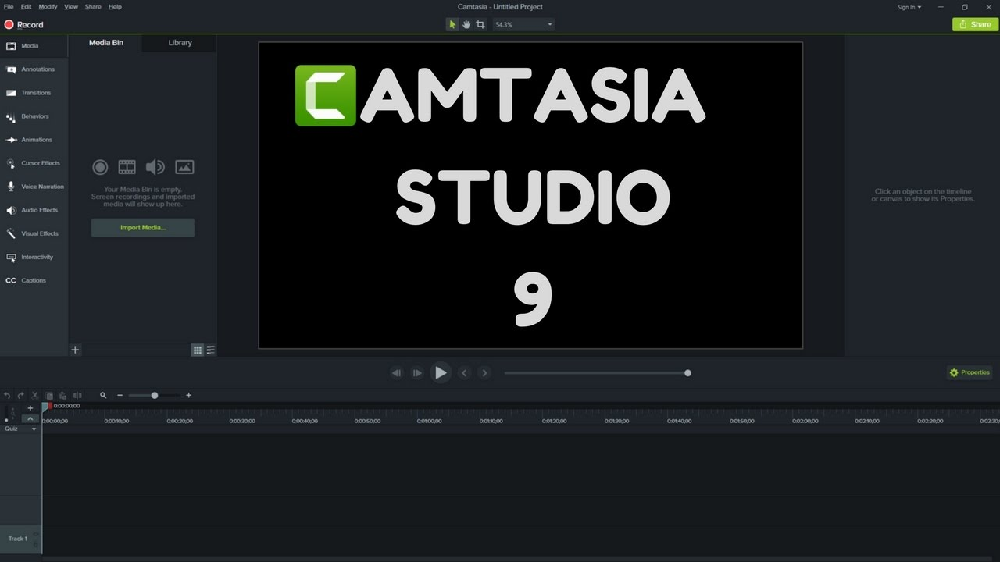 File Edit Modify View Share Help
Camtasia - Untitled Project
Sign In
Record
54.3%
Share
Media
Annotations
Transitions
Behaviors
Animations
Cursor Effects
Voice Narration
Audio Effects
Visual Effects
Interactivity
CC Captions
Media Bin
Library
Your Media Bin is empty.
Screen recordings and imported
media will show up here.
Import Media...
CAMTASIA
STUDIO
9
Click an object on the timeline
or canvas to show its Properties.
Properties
0:00:00;00
0:00:00;00 0:00:10;00 0:00:20;00 0:00:30;00 0:00:40;00 0:00:50;00 0:01:00;00 0:01:10;00 0:01:20;00 0:01:30;00 0:01:40;00 0:01:50;00 0:02:00;00 0:02:10;00 0:02:20;00 0:02:30;
Quiz
Track 1